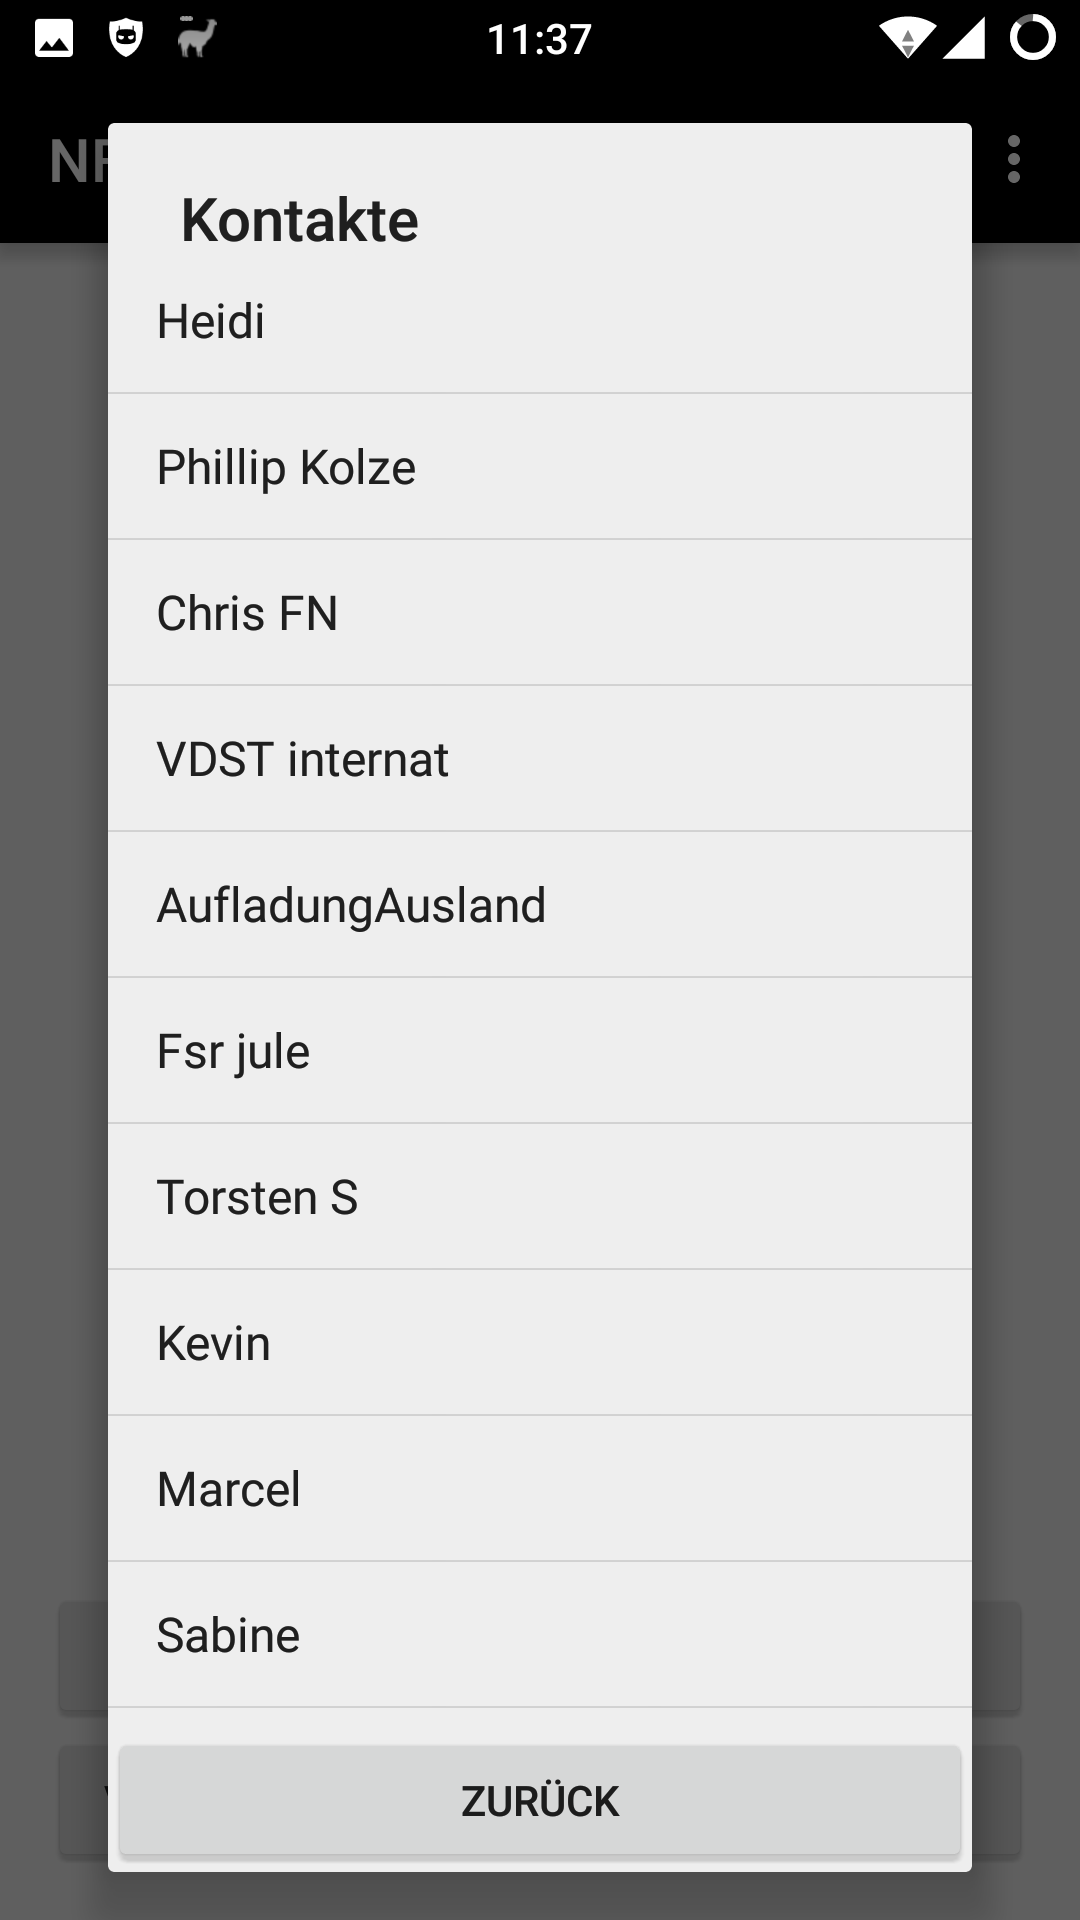 11:37
NF
Kontakte
Heidi
Phillip Kolze
Chris FN
VDST internat
AufladungAusland
Fsr jule
Torsten S
Kevin
Marcel
Sabine
ZURÜCK